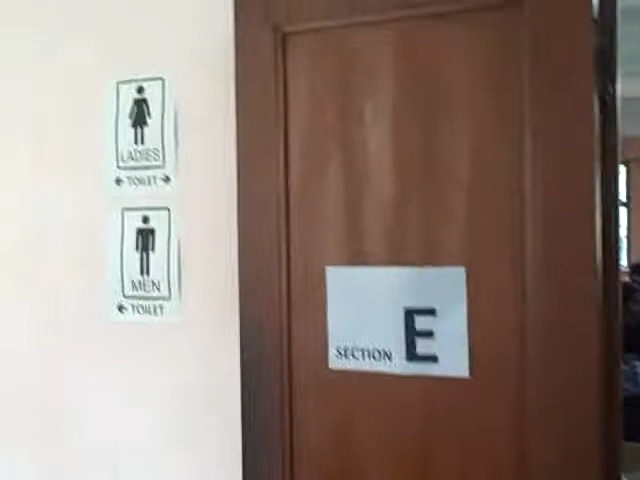 LADIES
← TOILET →
MEN
← TOILET
SECTION E